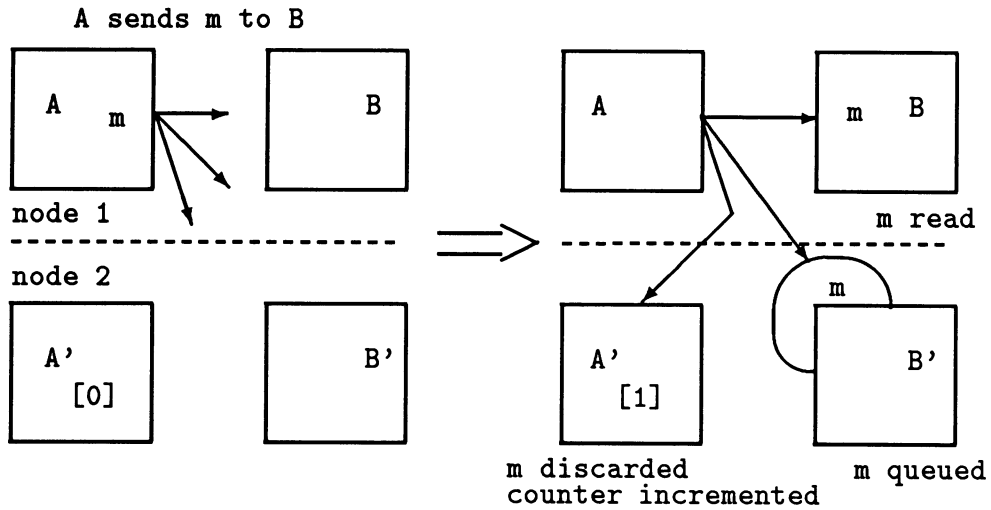 A sends m to B
A m
B
node 1
node 2
A'
[0]
B'
A
m B
m read
m
A'
[1]
B'
m discarded
counter incremented
m queued